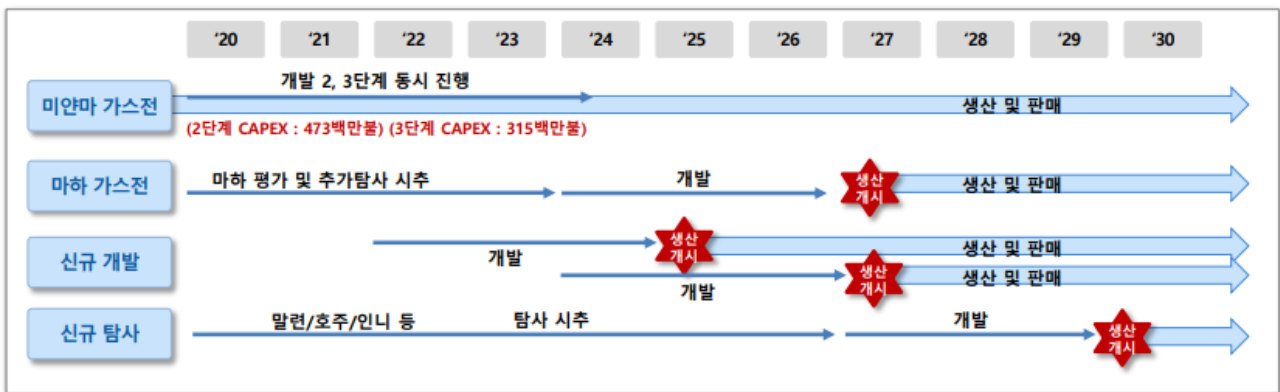 ‘20 ‘21 ‘22 ‘23 ‘24 ‘25 ‘26 ‘27 ‘28 ‘29 ‘30
개발 2, 3단계 동시 진행
미얀마 가스전
생산 및 판매
(2단계 CAPEX : 473백만불) (3단계 CAPEX : 315백만불)
마하 가스전
마하 평가 및 추가탐사 시추
개발
생산
개시
생산 및 판매
신규 개발
개발
생산
개시
생산 및 판매
개발
생산
개시
생산 및 판매
신규 탐사
말련/호주/인니 등
탐사 시추
개발
생산
개시